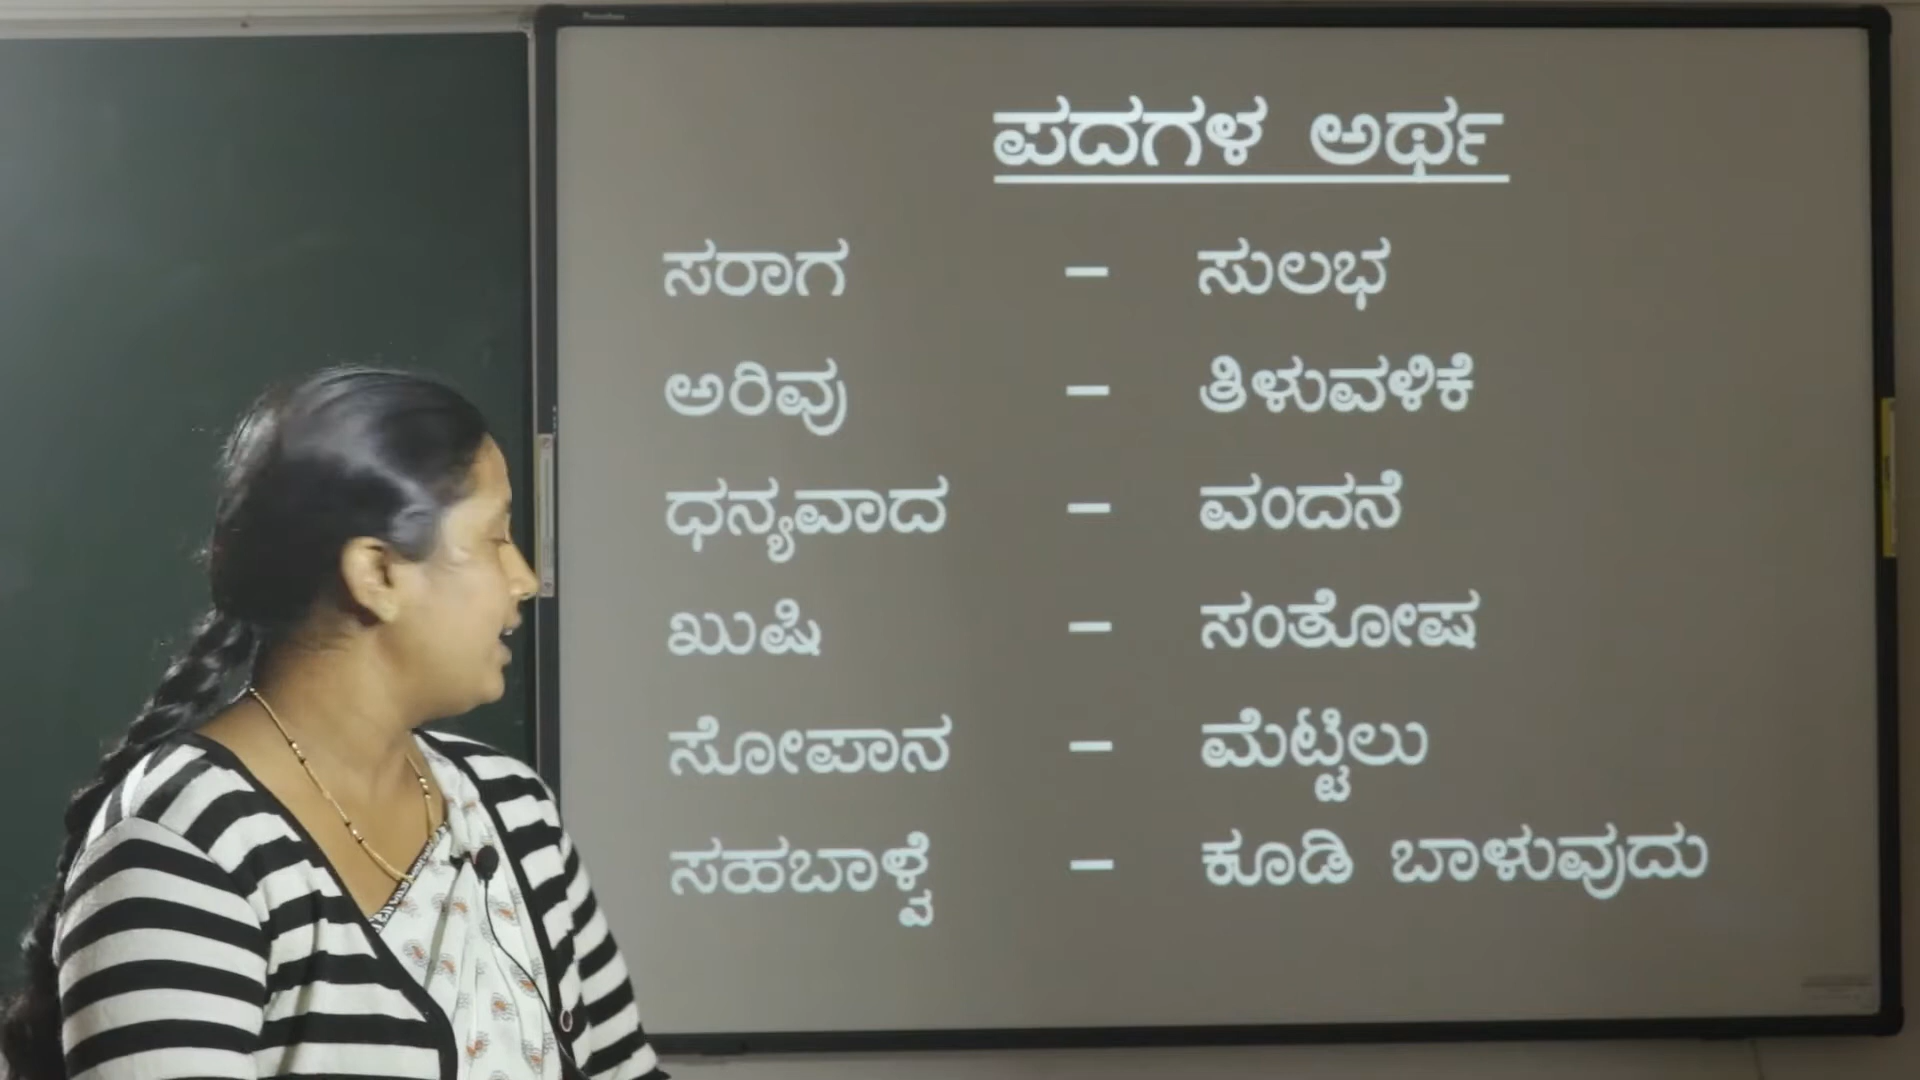 ಪದಗಳ ಅರ್ಥ
ಸರಾಗ – ಸುಲಭ
ಅರಿವು – ತಿಳುವಳಿಕೆ
ಧನ್ಯವಾದ – ವಂದನೆ
ಖುಷಿ – ಸಂತೋಷ
ಸೋಪಾನ – ಮೆಟ್ಟಿಲು
ಸಹಬಾಳ್ವೆ – ಕೂಡಿ ಬಾಳುವುದು